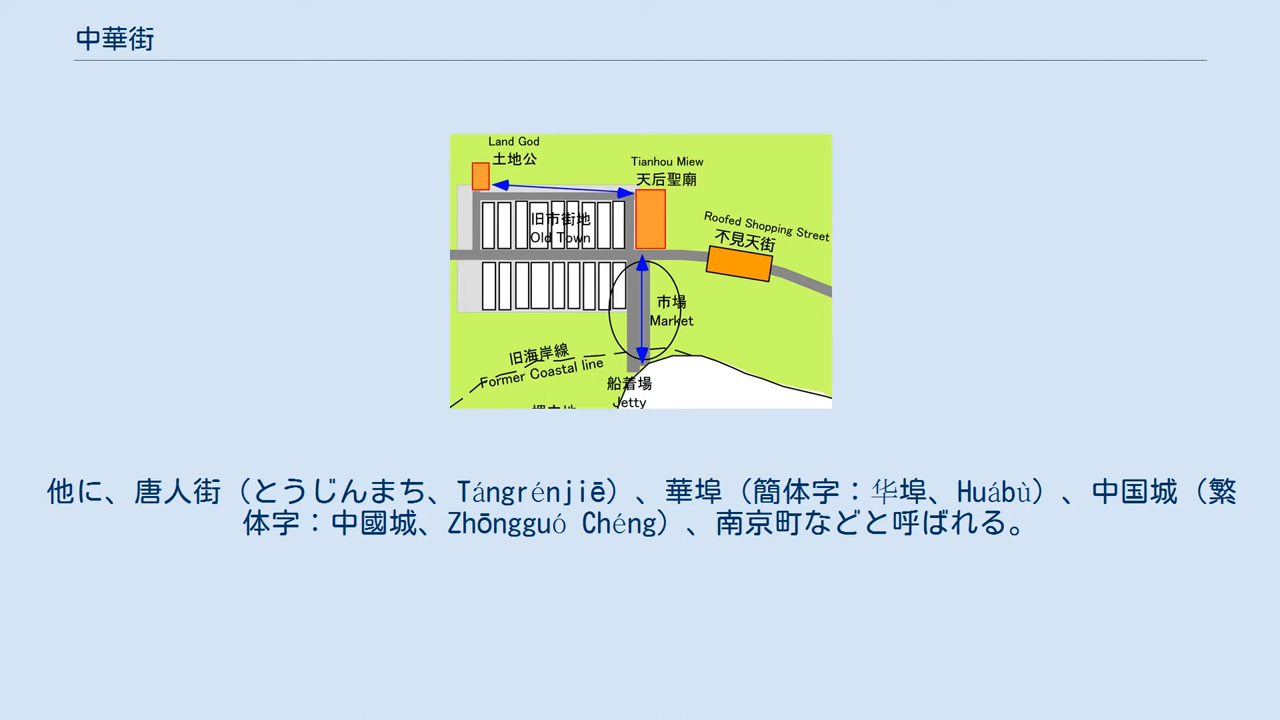 中華街
Land God
土地公
Tianhou Miew
天后聖廟
Roofed Shopping Street
不見天街
旧市街地
Old Town
市場
Market
旧海岸線
Former Coastal line
船着場
Jetty
他に、唐人街（とうじんまち、Tángrénjiē）、華埠（簡体字：华埠、Huábù）、中国城（繁
体字：中國城、Zhōngguó Chéng）、南京町などと呼ばれる。